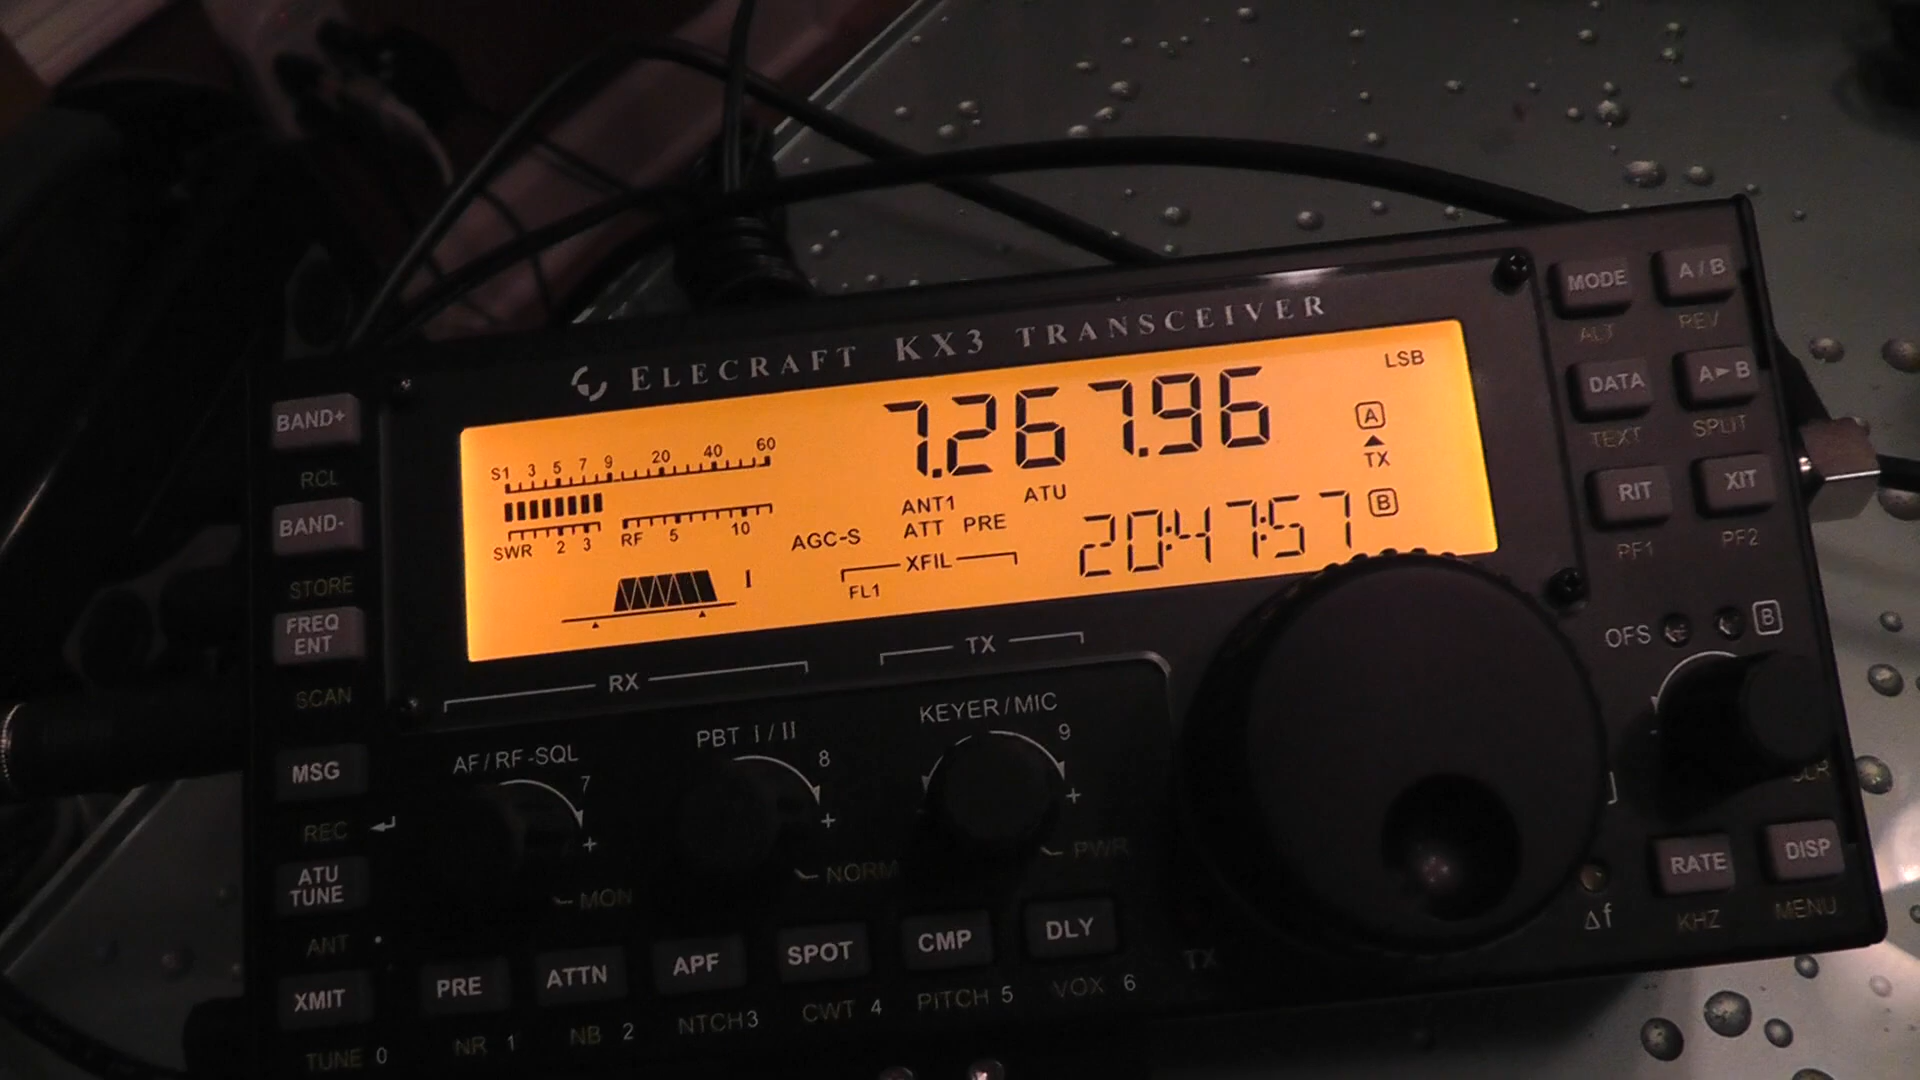 ELECRAFT KX3 TRANSCEIVER
S1 3 5 7 9 20 40 60
SWR 2 3 RF 5 10
AGC-S
7.267.96
LSB
A
TX
ANT1 ATU
ATT PRE
XFIL
FL1
20:47:57
B
BAND+
RCL
BAND-
STORE
FREQ
ENT
SCAN
MSG
REC
ATU
TUNE
ANT
XMIT
TUNE 0
RX
TX
AF/RF-SQL
7
+
MON
PBT I/II
8
+
NORM
KEYER/MIC
9
+
PWR
PRE
NR 1
ATTN
NB 2
APF
NTCH 3
SPOT
CWT 4
CMP
PITCH 5
DLY
VOX 6
TX
MODE
ALT
A/B
REV
DATA
TEXT
A►B
SPLIT
RIT
PF1
XIT
PF2
OFS
B
CLR
Δf
RATE
KHZ
DISP
MENU